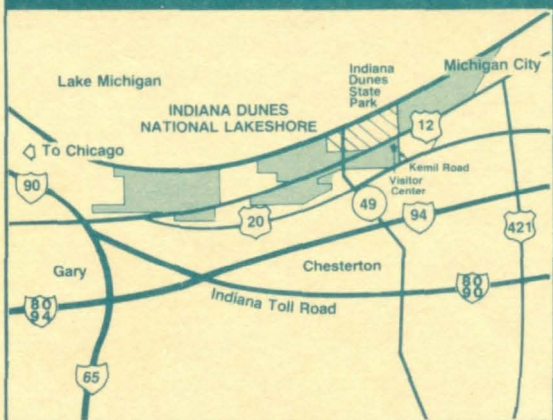 Lake Michigan
INDIANA DUNES
NATIONAL LAKESHORE
Indiana
Dunes
State
Park
Michigan City
To Chicago
12
Kemil Road
Visitor
Center
90
20
49
94
421
Gary
Chesterton
80
94
Indiana Toll Road
80
90
65